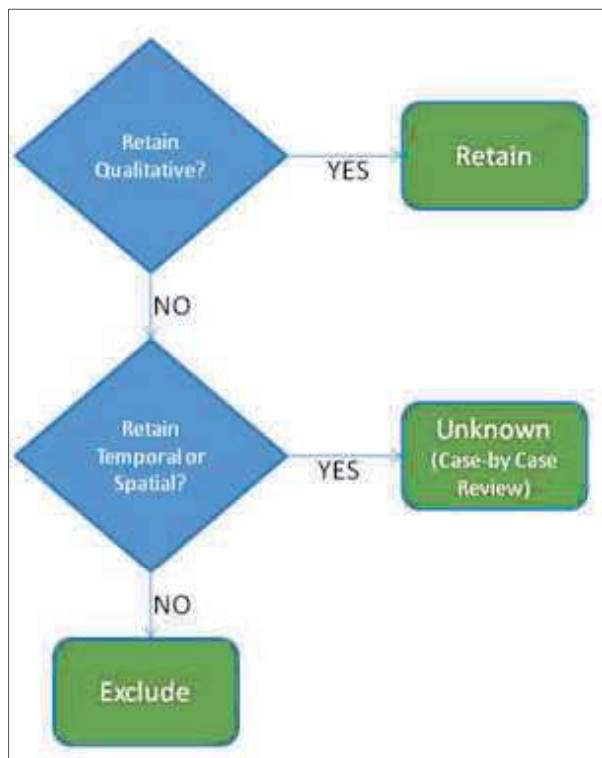 Retain
Qualitative?
YES
Retain
NO
Retain
Temporal or
Spatial?
YES
Unknown
(Case-by Case
Review)
NO
Exclude